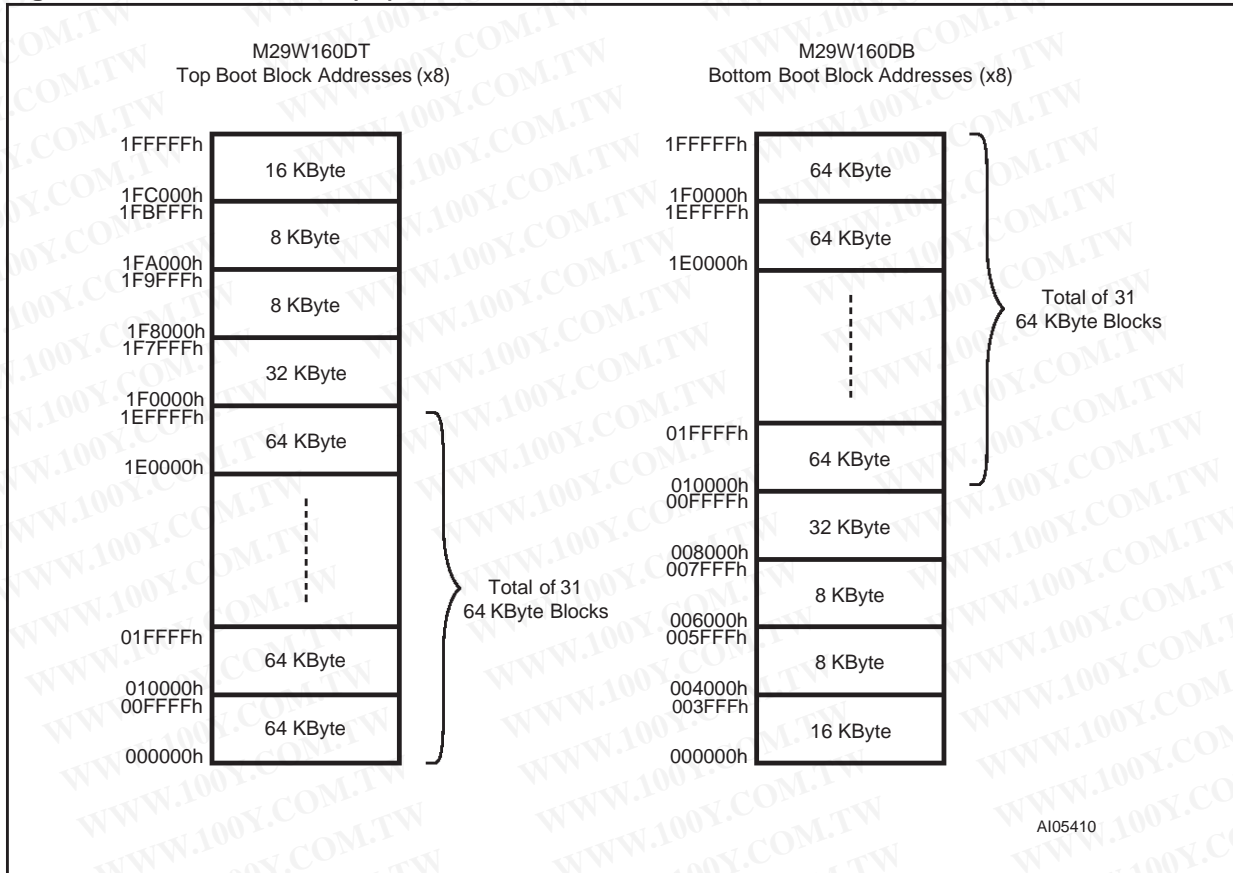 M29W160DT
Top Boot Block Addresses (x8)
1FFFFFh
16 KByte
1FC000h
1FBFFFh
8 KByte
1FA000h
1F9FFFh
8 KByte
1F8000h
1F7FFFh
32 KByte
1F0000h
1EFFFFh
64 KByte
1E0000h
Total of 31
64 KByte Blocks
01FFFFh
64 KByte
010000h
00FFFFh
64 KByte
000000h
M29W160DB
Bottom Boot Block Addresses (x8)
1FFFFFh
64 KByte
1F0000h
1EFFFFh
64 KByte
1E0000h
Total of 31
64 KByte Blocks
01FFFFh
64 KByte
010000h
00FFFFh
32 KByte
008000h
007FFFh
8 KByte
006000h
005FFFh
8 KByte
004000h
003FFFh
16 KByte
000000h
AI05410
WWW.100Y.COM.TW